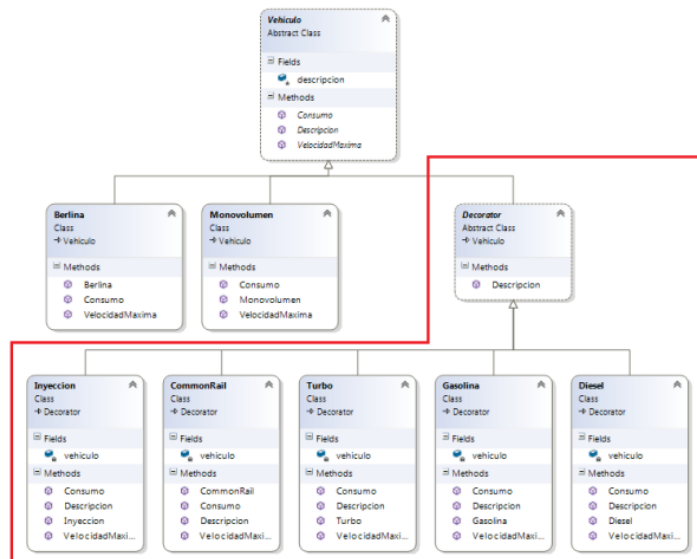 Vehiculo
Abstract Class
Fields
descripcion
Methods
Consumo
Descripcion
VelocidadMaxima
Berlina
Class
Vehiculo
Methods
Berlina
Consumo
VelocidadMaxima
Monovolumen
Class
Vehiculo
Methods
Consumo
Monovolumen
VelocidadMaxima
Decorator
Abstract Class
Vehiculo
Methods
Descripcion
Inyeccion
Class
Decorator
Fields
vehiculo
Methods
Consumo
Descripcion
Inyeccion
VelocidadMaxi...
CommonRail
Class
Decorator
Fields
vehiculo
Methods
CommonRail
Consumo
Descripcion
VelocidadMaxi...
Turbo
Class
Decorator
Fields
vehiculo
Methods
Consumo
Descripcion
Turbo
VelocidadMaxi...
Gasolina
Class
Decorator
Fields
vehiculo
Methods
Consumo
Descripcion
Gasolina
VelocidadMaxi...
Diesel
Class
Decorator
Fields
vehiculo
Methods
Consumo
Descripcion
Diesel
VelocidadMaxi...